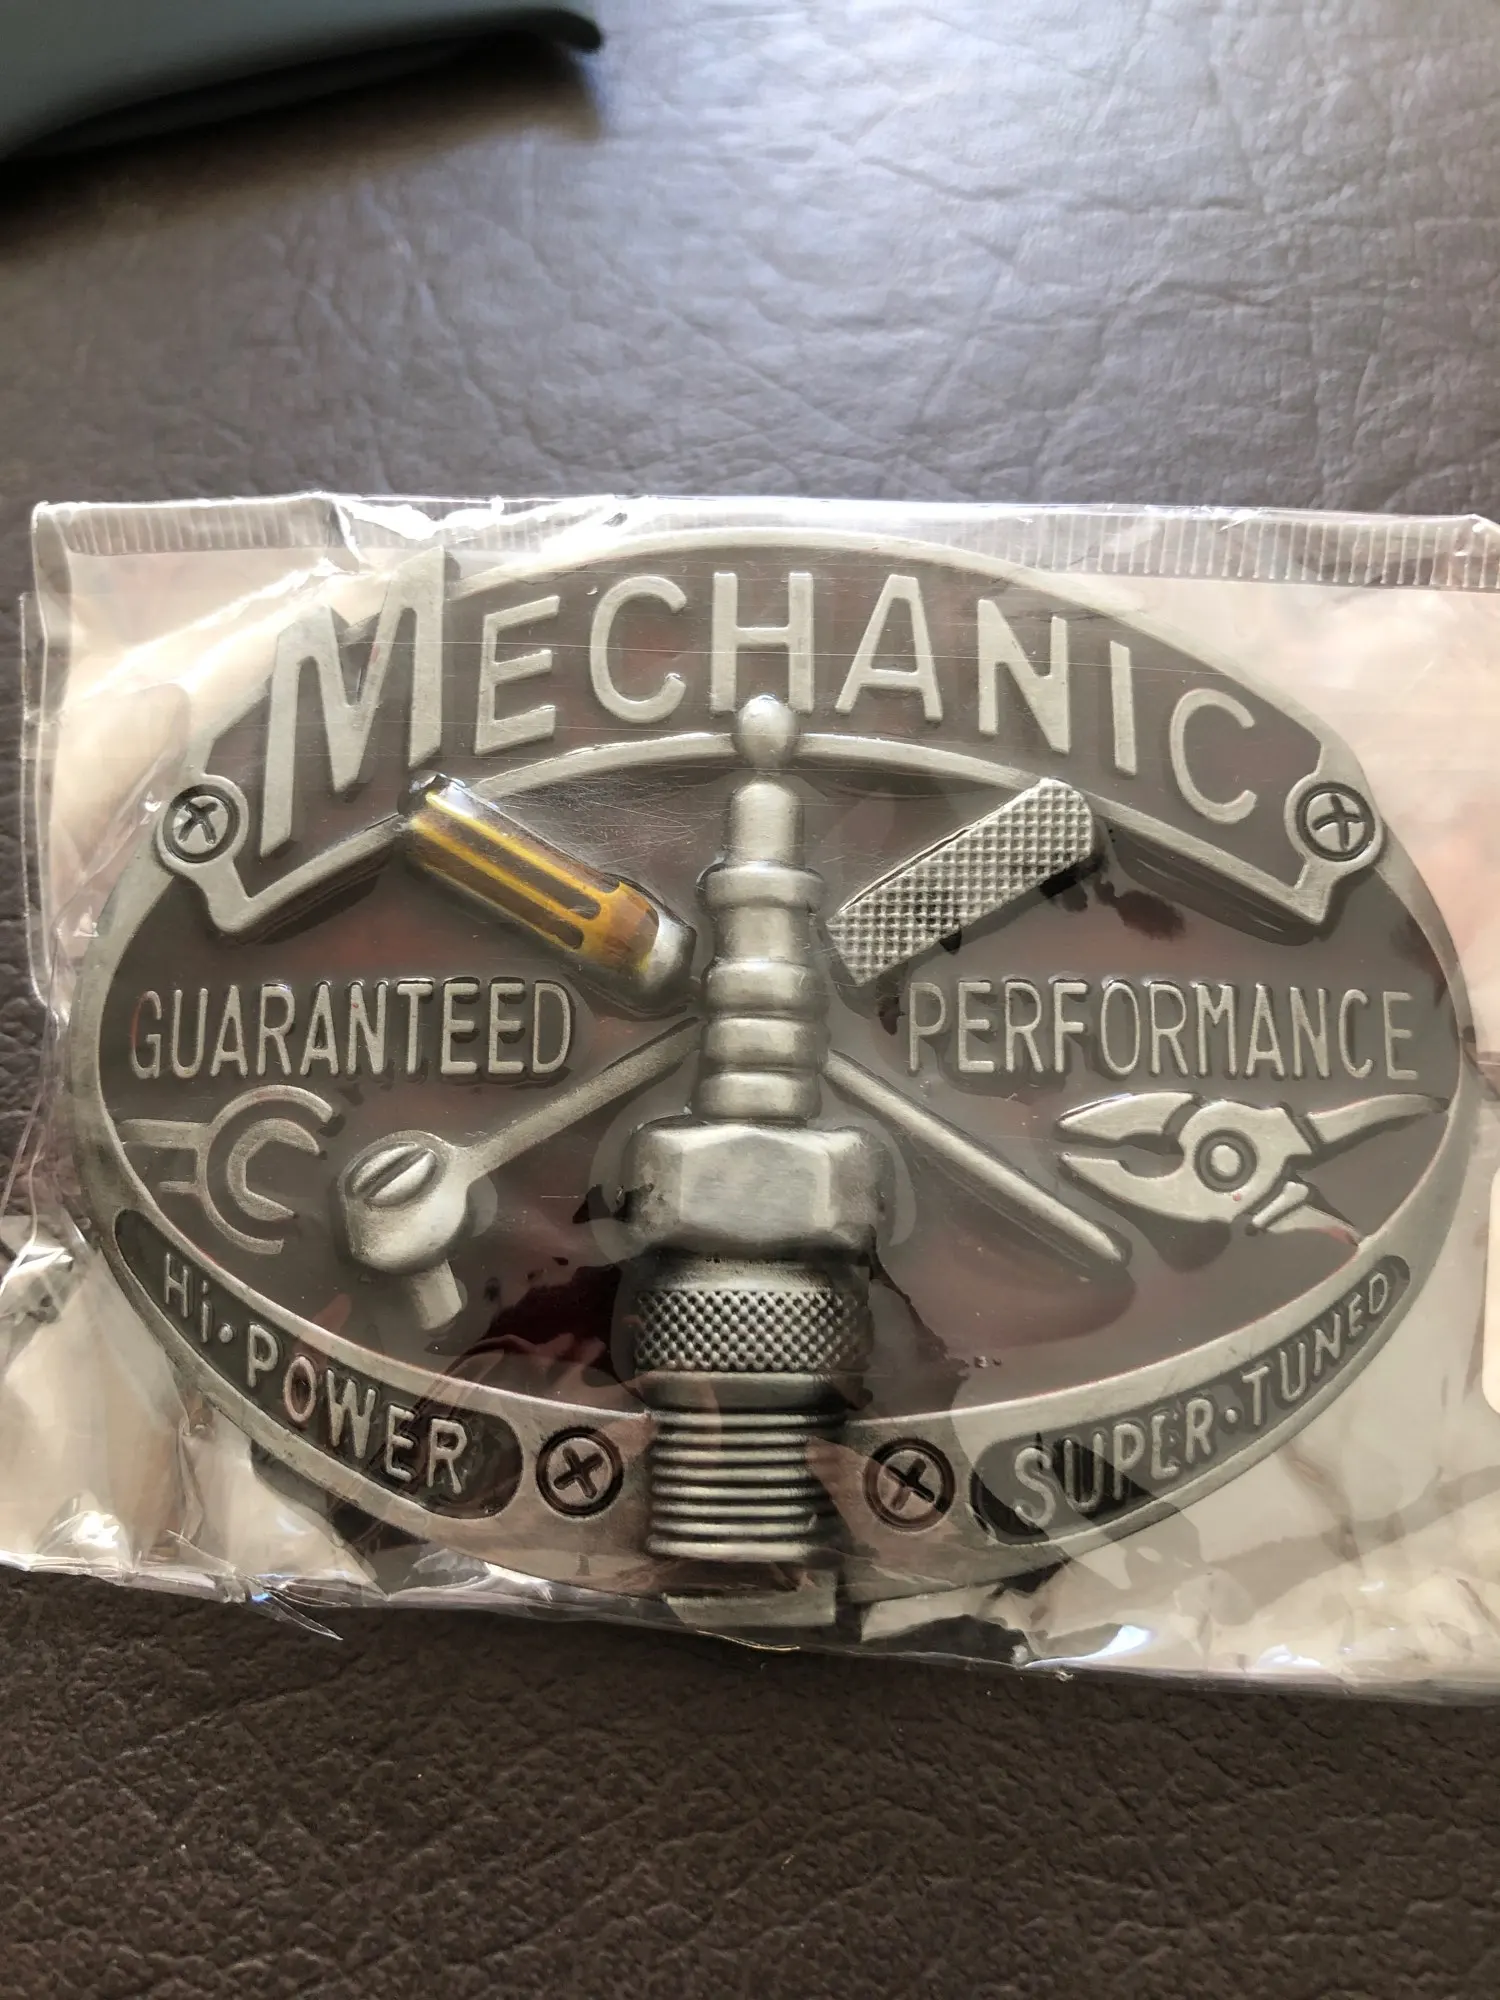 MECHANIC
GUARANTEED PERFORMANCE
Hi·POWER
SUPER·TUNED